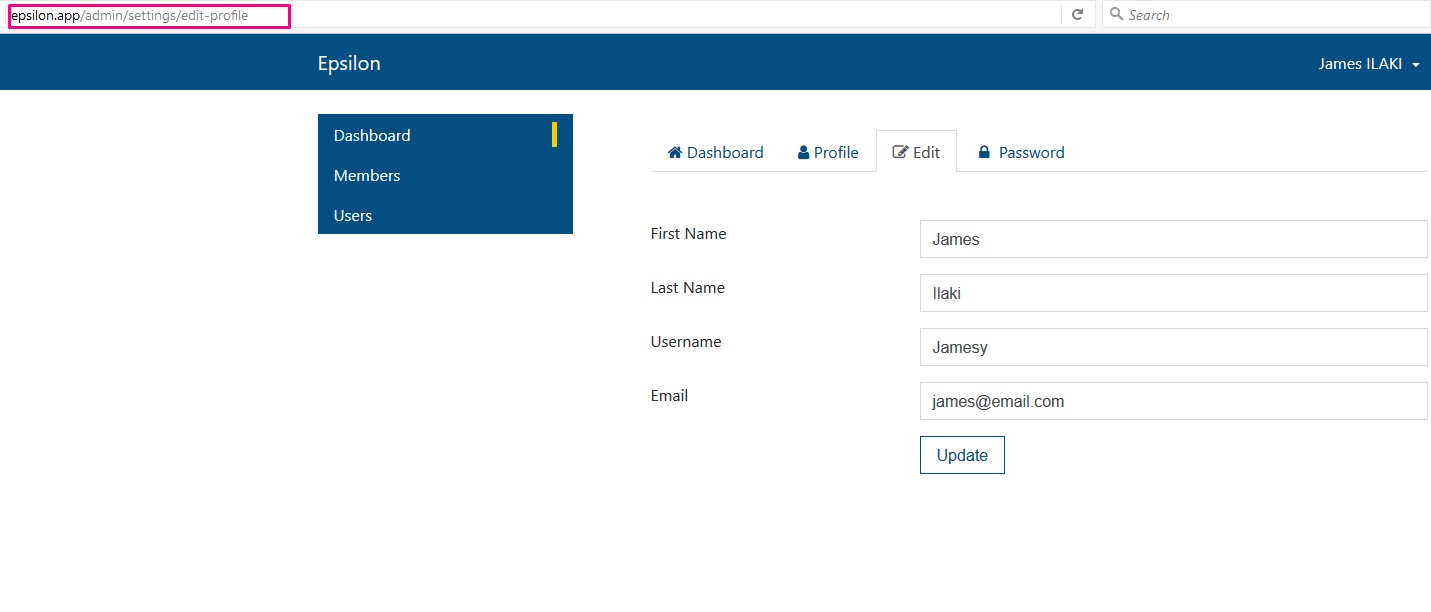 epsilon.app/admin/settings/edit-profile
Search
Epsilon
James ILAKI
Dashboard
Members
Users
Dashboard Profile Edit Password
First Name James
Last Name Ilaki
Username Jamesy
Email james@email.com
Update